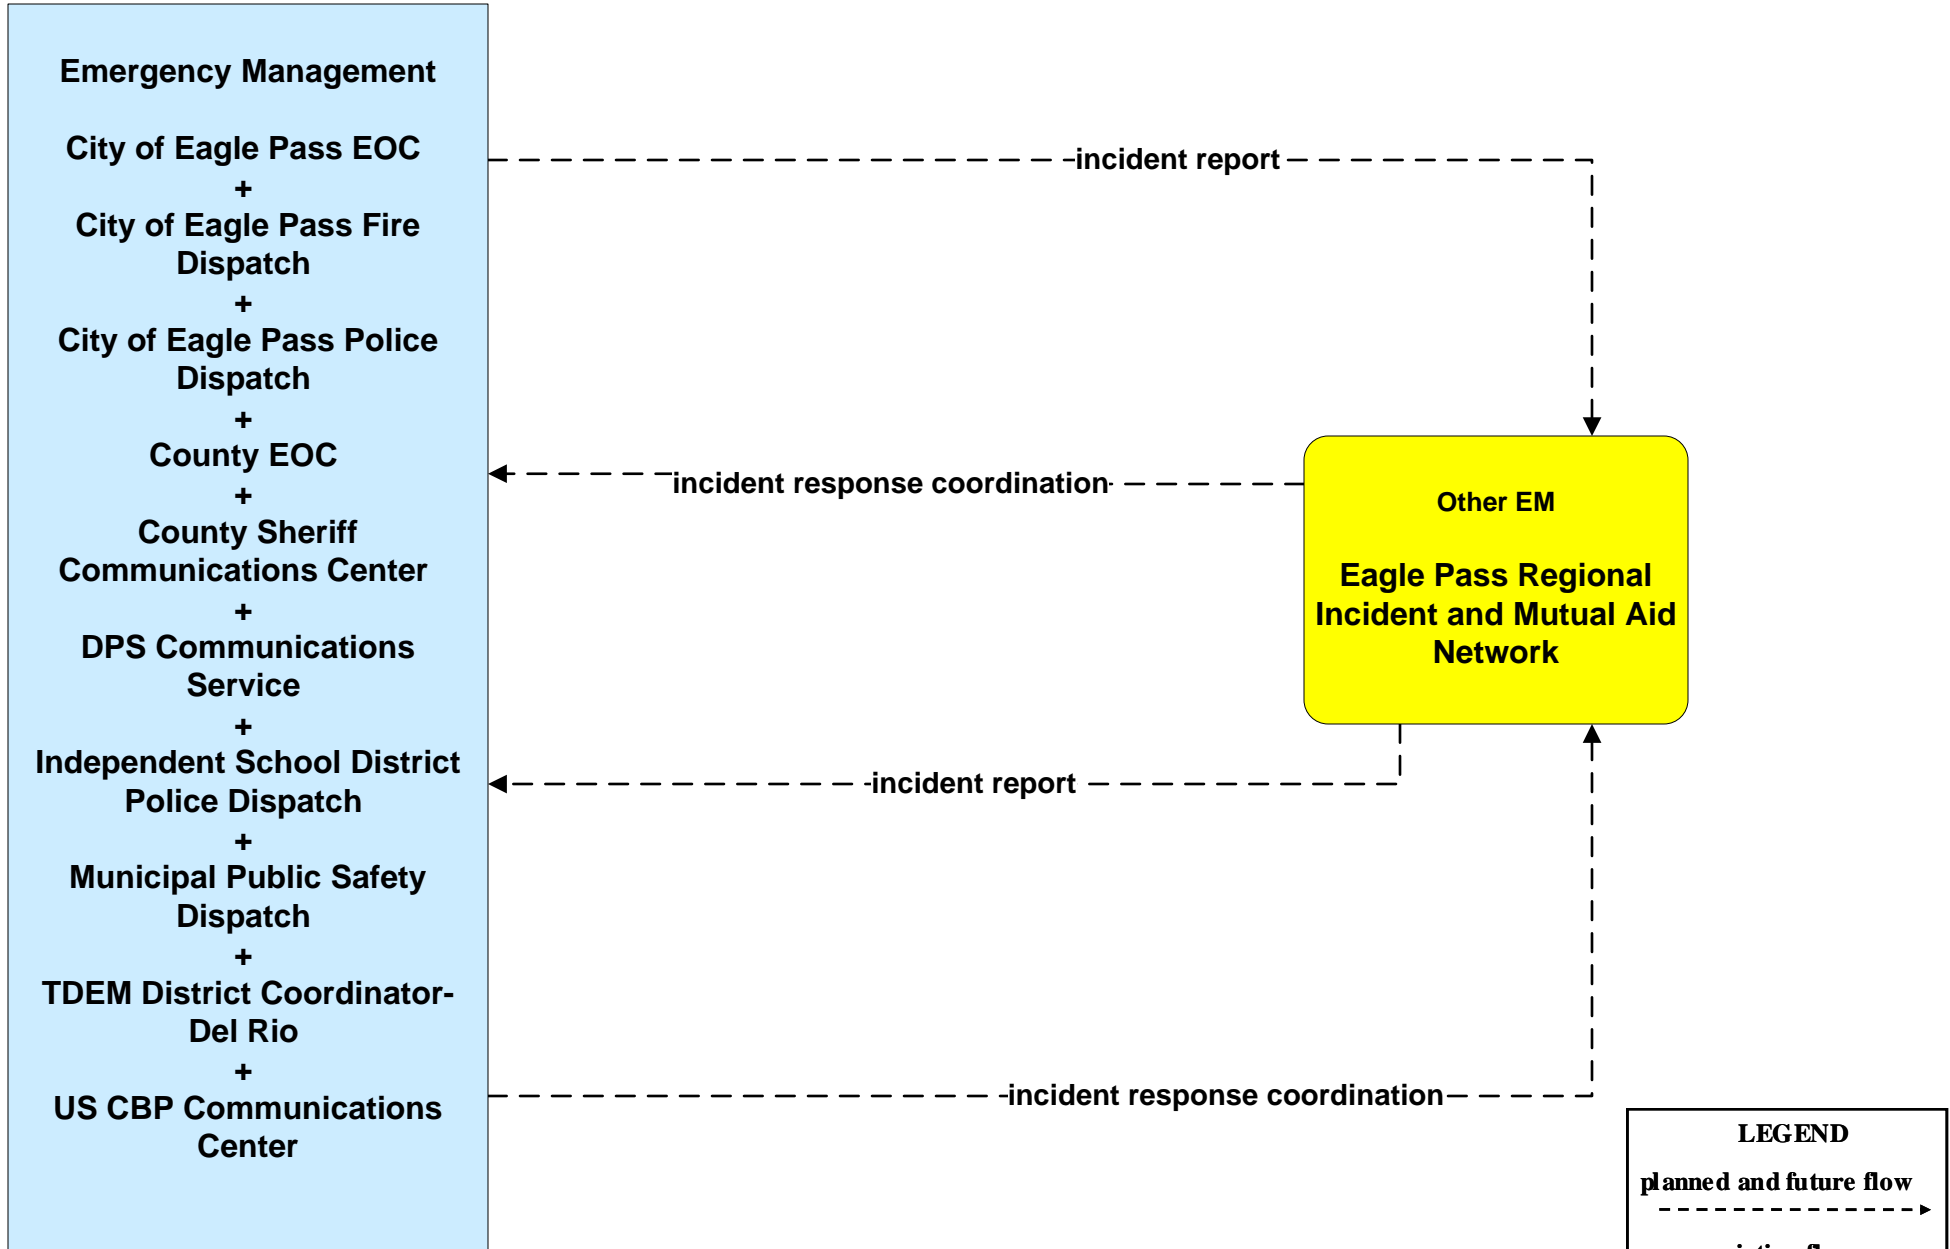 Emergency Management
City of Eagle Pass EOC
+
City of Eagle Pass Fire
Dispatch
+
City of Eagle Pass Police
Dispatch
+
County EOC
+
County Sheriff
Communications Center
+
DPS Communications
Service
+
Independent School District
Police Dispatch
+
Municipal Public Safety
Dispatch
+
TDEM District Coordinator-
Del Rio
+
US CBP Communications
Center
incident report
incident response coordination
incident report
incident response coordination
Other EM
Eagle Pass Regional
Incident and Mutual Aid
Network
LEGEND
planned and future flow